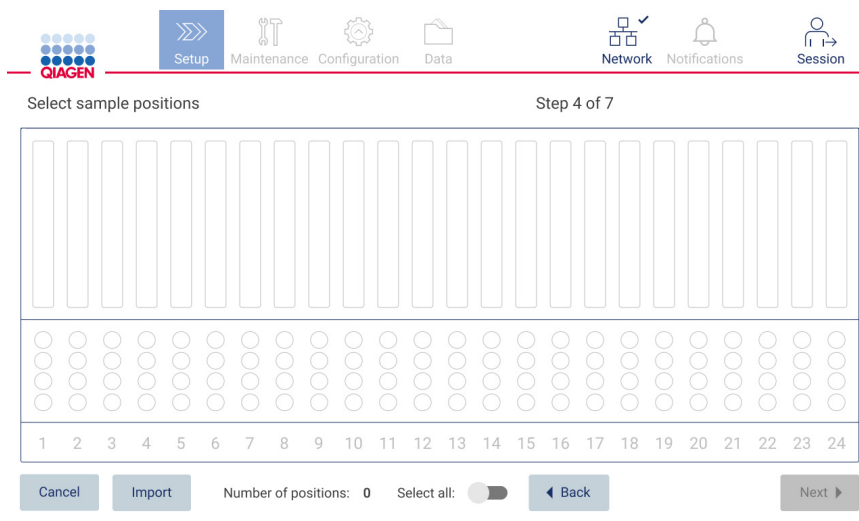 QIAGEN
Setup Maintenance Configuration Data Network Notifications Session
Select sample positions Step 4 of 7
1 2 3 4 5 6 7 8 9 10 11 12 13 14 15 16 17 18 19 20 21 22 23 24
Cancel Import Number of positions: 0 Select all: Back Next